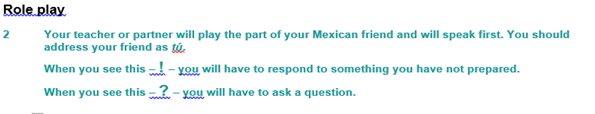 Role play
2 Your teacher or partner will play the part of your Mexican friend and will speak first. You should
address your friend as tú.
When you see this – ! – you will have to respond to something you have not prepared.
When you see this – ? – you will have to ask a question.